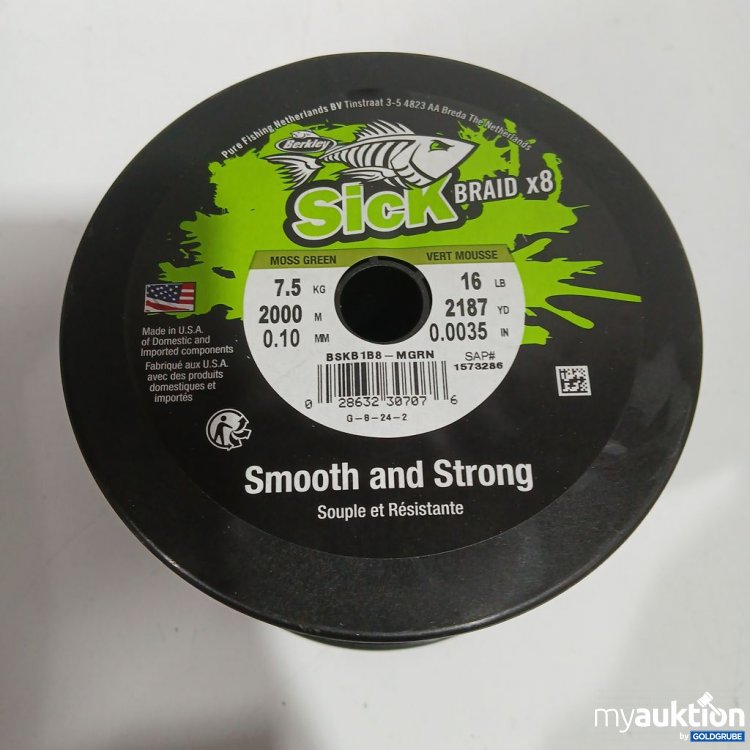 Pure Fishing Netherlands BV Tinstraat 3-5 4823 AA Breda The Netherlands
Berkley
Sick BRAID x8
MOSS GREEN VERT MOUSSE
7.5 KG 16 LB
2000 M 2187 YD
0.10 MM 0.0035 IN
BSKB1B8-MGRN SAP#
1573286
0 28632 30707 6
G-8-24-2
Made in U.S.A.
of Domestic and
Imported components
Fabriqué aux U.S.A.
avec des produits
domestiques et
importés
Smooth and Strong
Souple et Résistante
myauktion
by GOLDGRUBE